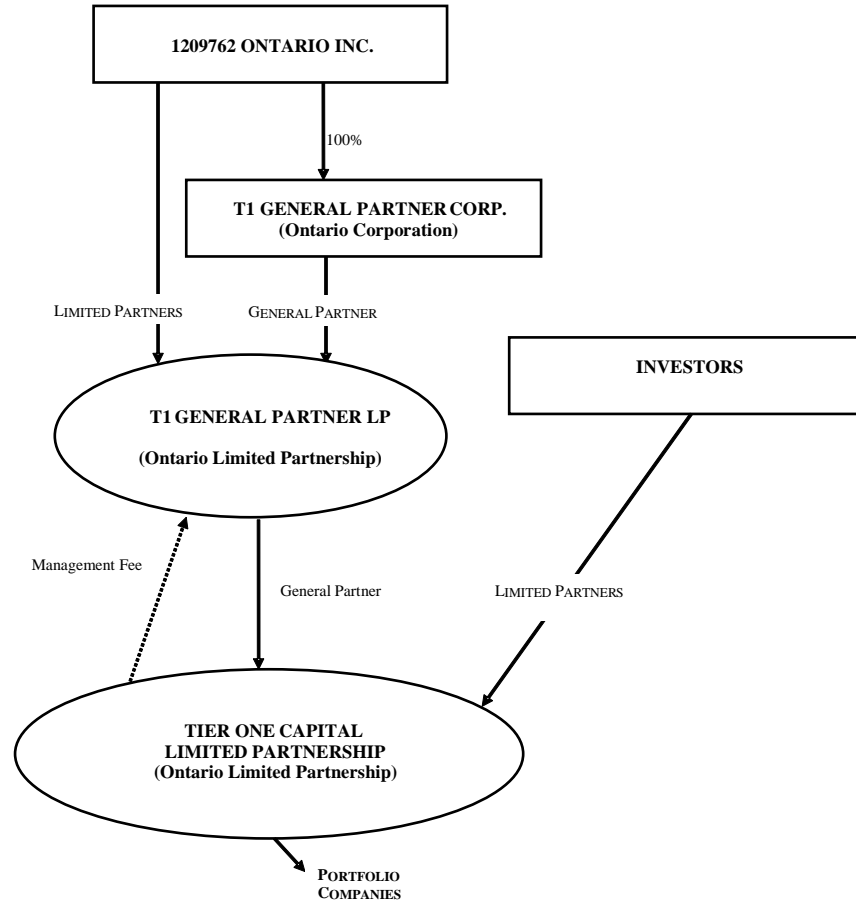 1209762 ONTARIO INC.
100%
T1 GENERAL PARTNER CORP.
(Ontario Corporation)
LIMITED PARTNERS
GENERAL PARTNER
INVESTORS
T1 GENERAL PARTNER LP
(Ontario Limited Partnership)
Management Fee
General Partner
LIMITED PARTNERS
TIER ONE CAPITAL
LIMITED PARTNERSHIP
(Ontario Limited Partnership)
PORTFOLIO
COMPANIES